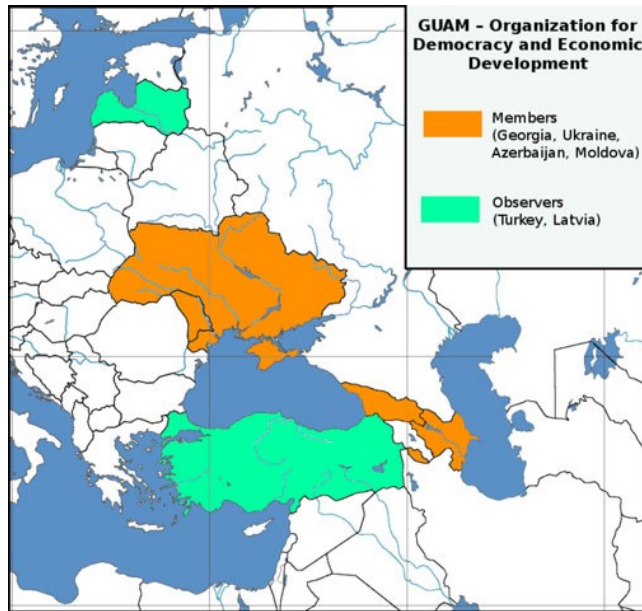 GUAM – Organization for
Democracy and Economic
Development
Members
(Georgia, Ukraine,
Azerbaijan, Moldova)
Observers
(Turkey, Latvia)